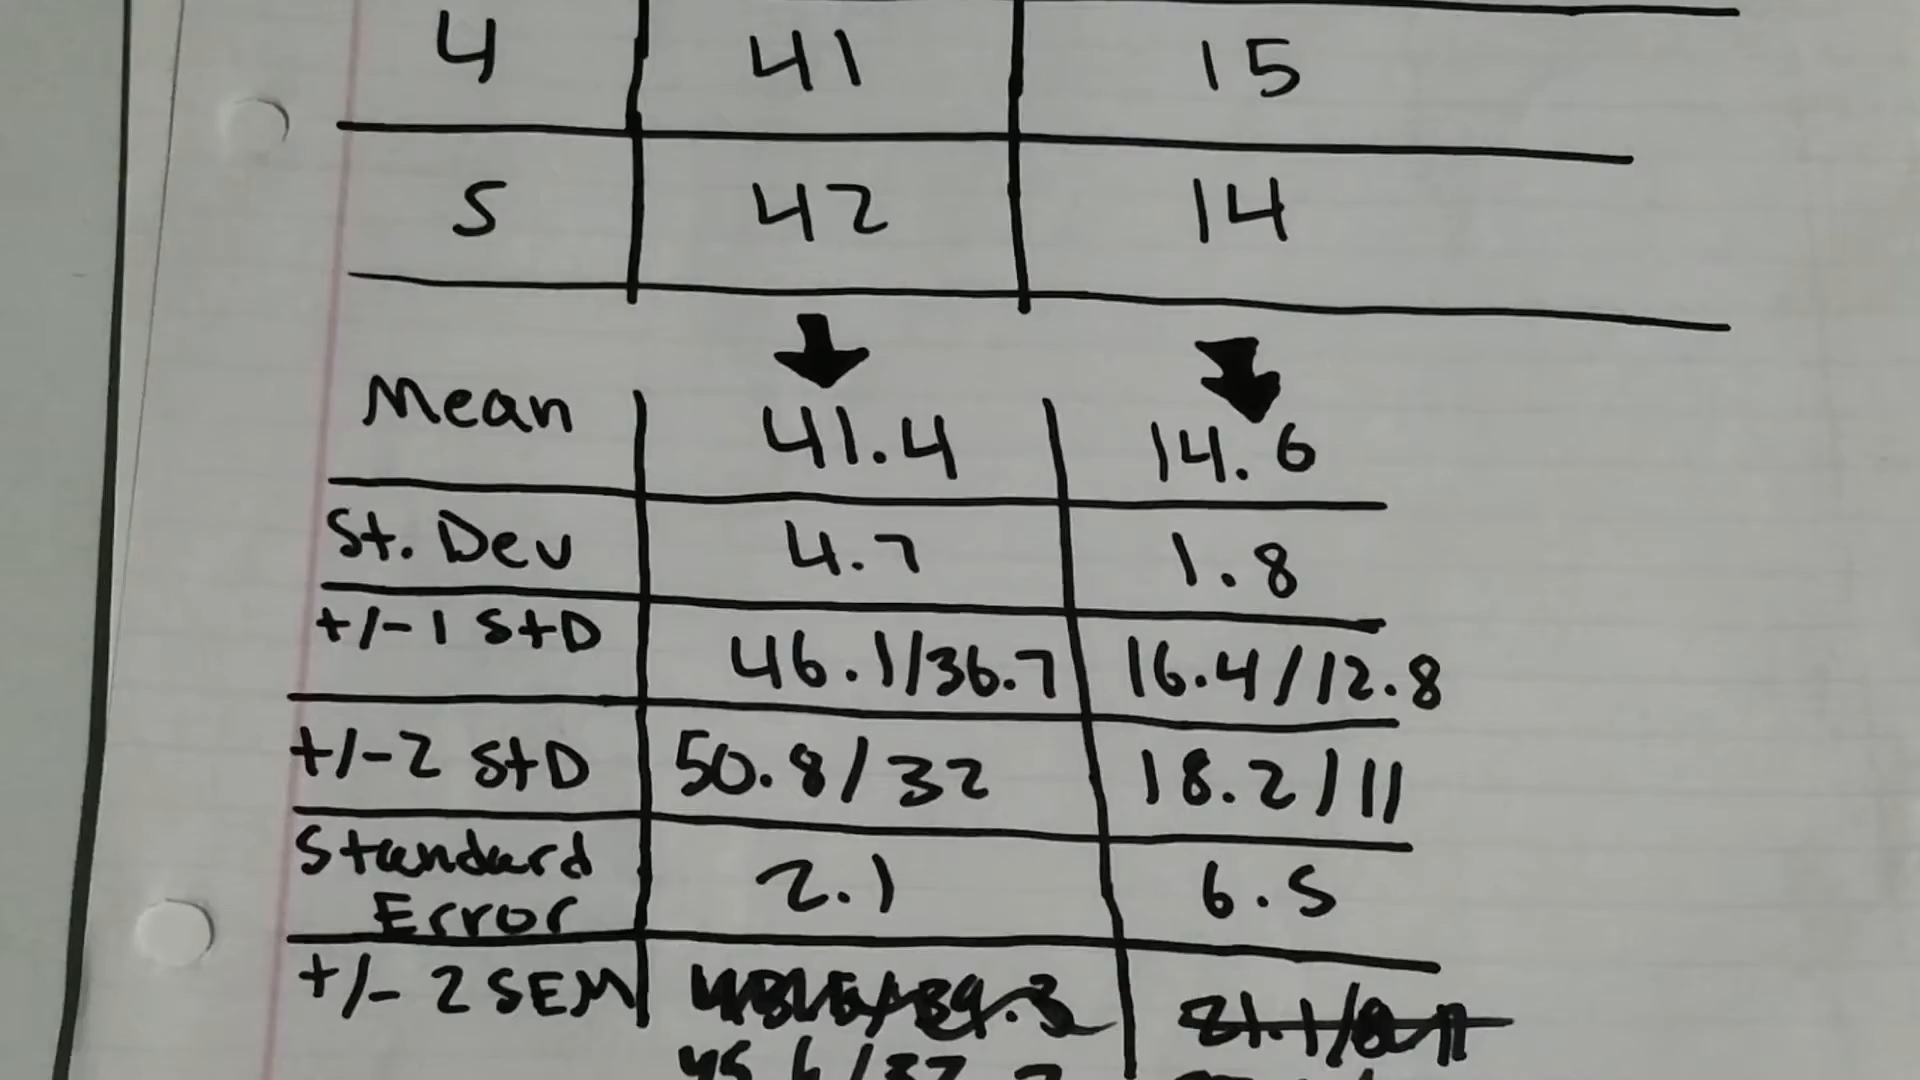 4 41 15
5 42 14
Mean 41.4 14.6
St. Dev 4.7 1.8
+/-1 StD 46.1/36.7 16.4/12.8
+/-2 StD 50.8/32 18.2/11
Standard Error 2.1 6.5
+/- 2 SEM